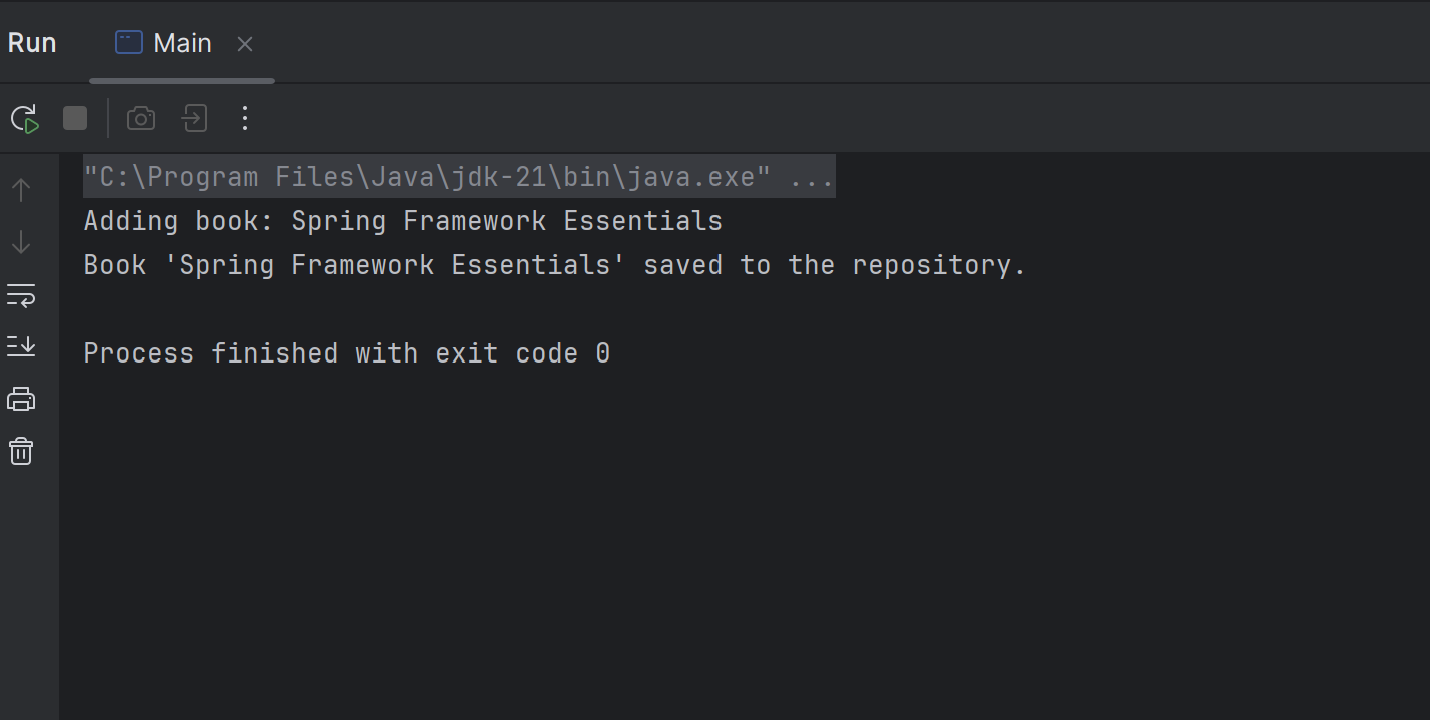 Run
Main
"C:\Program Files\Java\jdk-21\bin\java.exe" ...
Adding book: Spring Framework Essentials
Book 'Spring Framework Essentials' saved to the repository.
Process finished with exit code 0